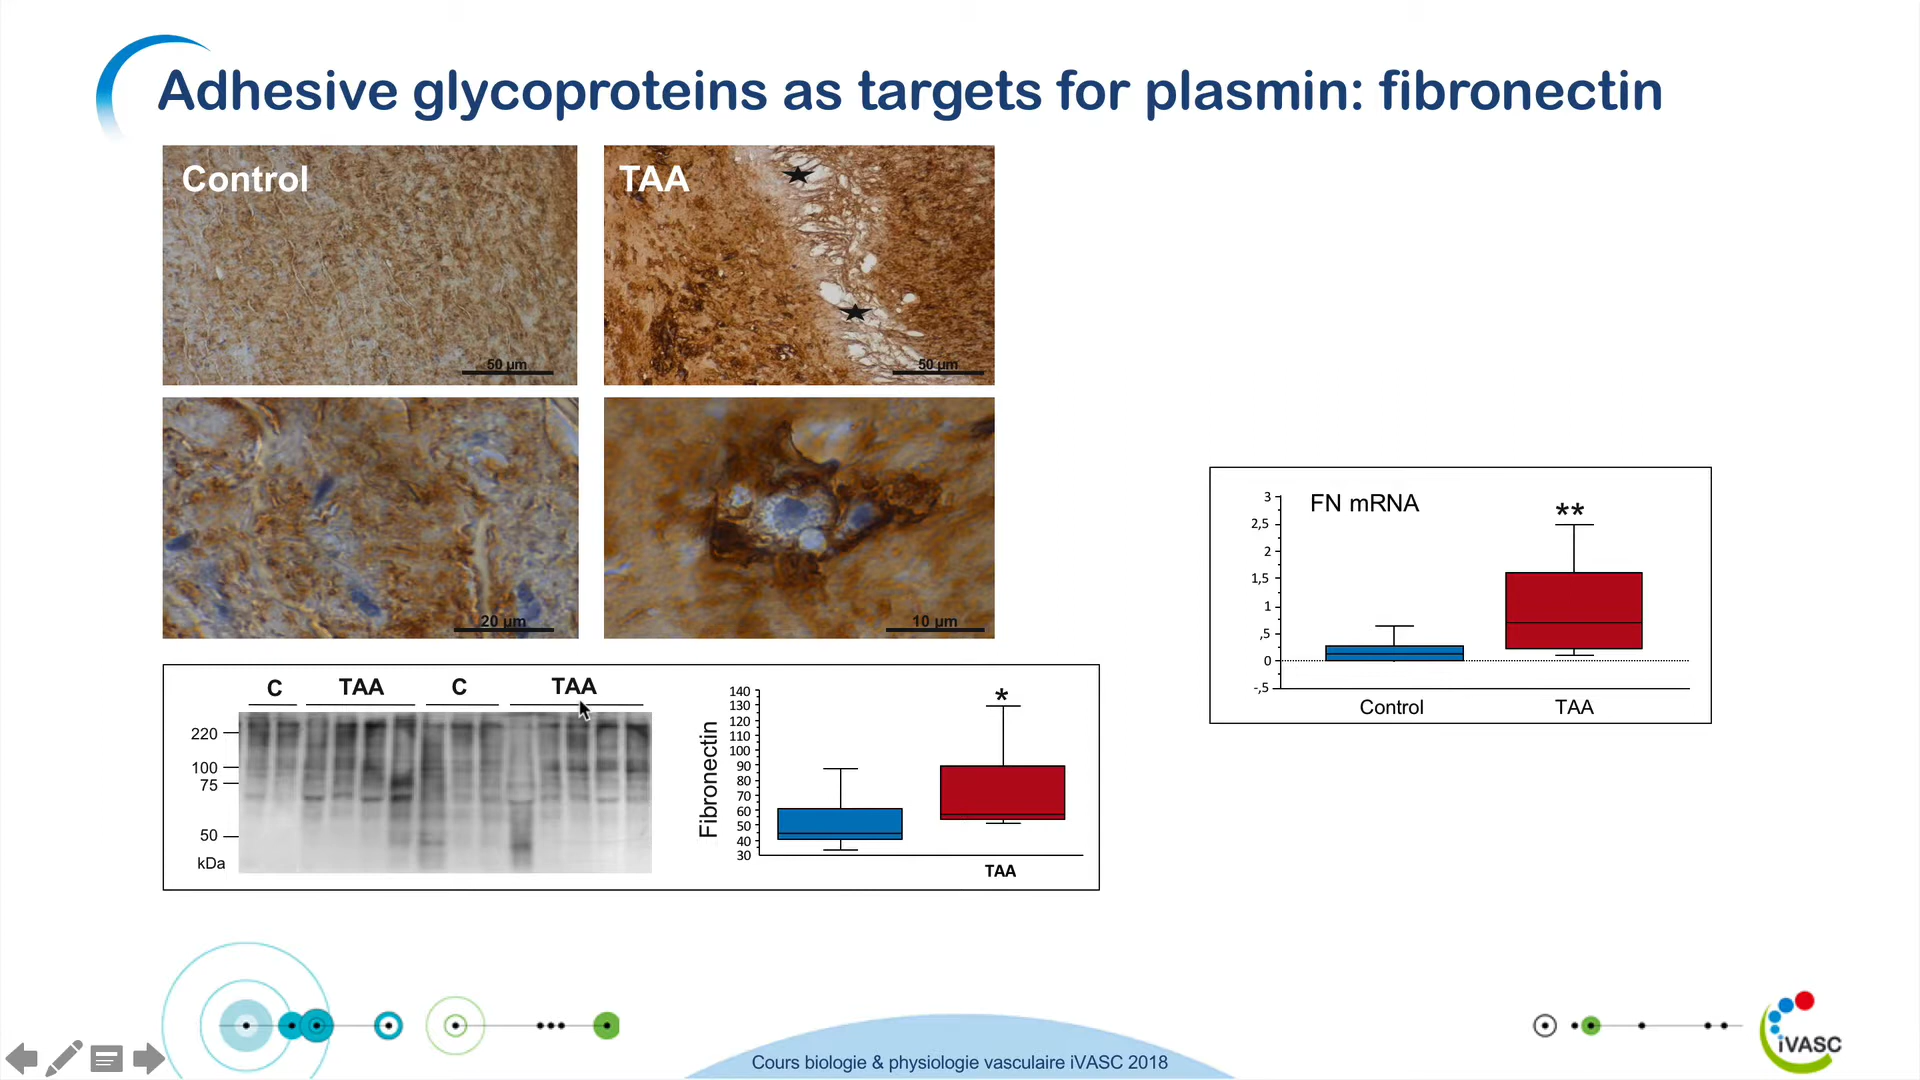 Adhesive glycoproteins as targets for plasmin: fibronectin
Control
50 µm
TAA
50 µm
20 µm
10 µm
C TAA C TAA
220
100
75
50
kDa
Fibronectin
140
130
120
110
100
90
80
70
60
50
40
30
*
TAA
FN mRNA
**
3
2,5
2
1,5
1
,5
0
-,5
Control TAA
Cours biologie & physiologie vasculaire iVASC 2018
iVASC